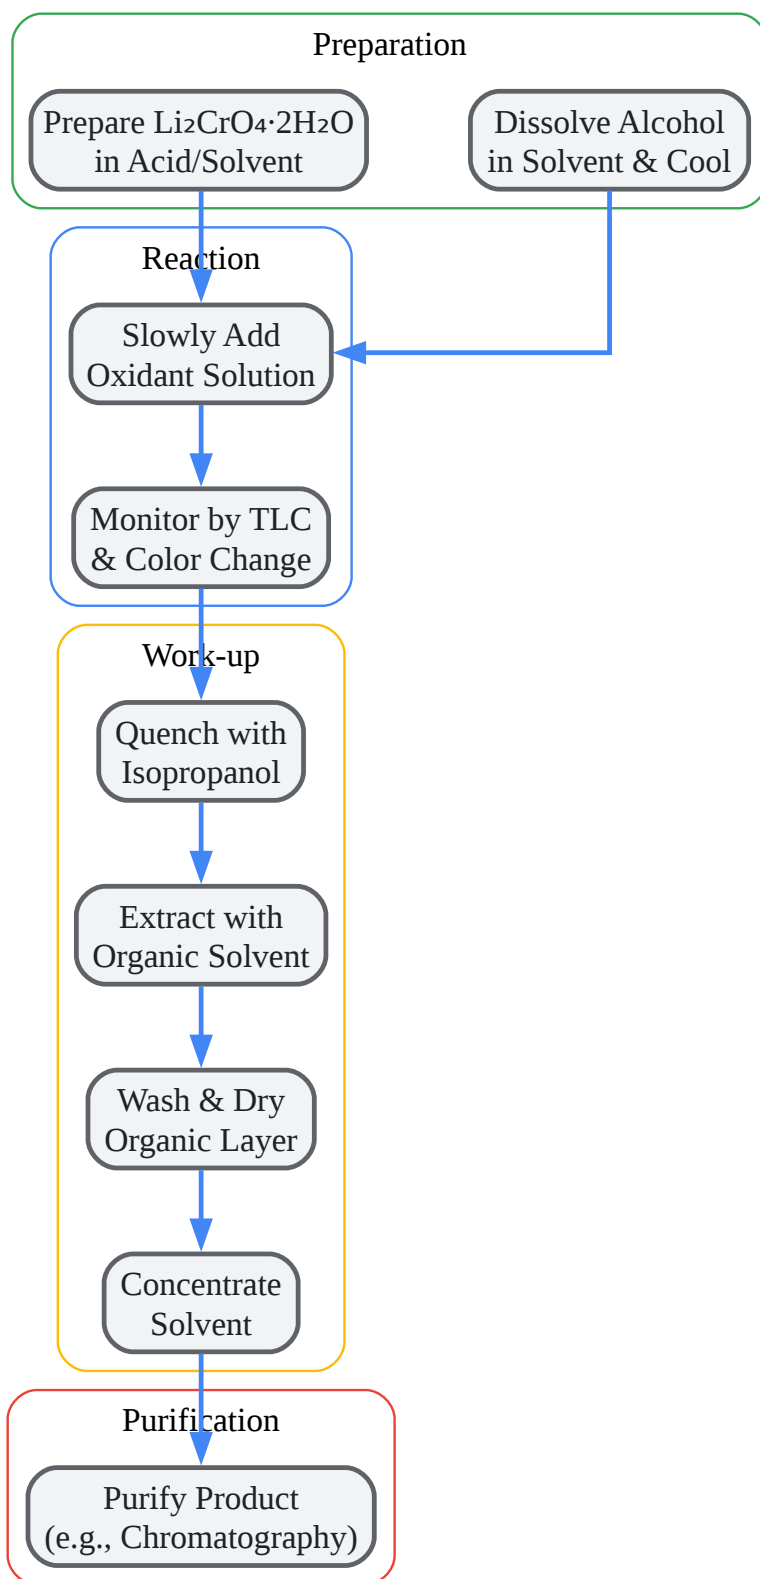 Preparation
Prepare Li₂CrO₄·2H₂O
in Acid/Solvent
Dissolve Alcohol
in Solvent & Cool
Reaction
Slowly Add
Oxidant Solution
Monitor by TLC
& Color Change
Work-up
Quench with
Isopropanol
Extract with
Organic Solvent
Wash & Dry
Organic Layer
Concentrate
Solvent
Purification
Purify Product
(e.g., Chromatography)